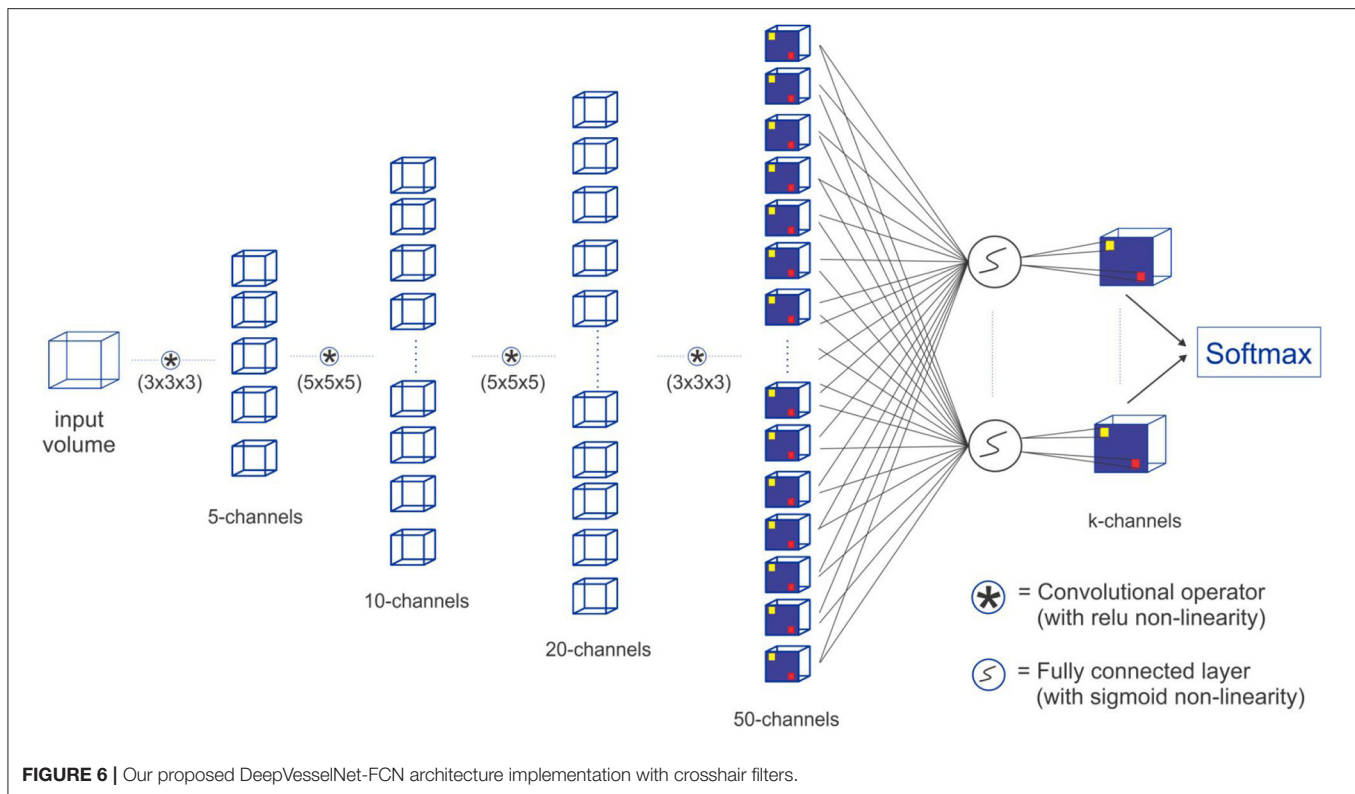 input
volume
(3x3x3)
5-channels
(5x5x5)
10-channels
(5x5x5)
20-channels
(3x3x3)
50-channels
k-channels
Softmax
= Convolutional operator
(with relu non-linearity)
= Fully connected layer
(with sigmoid non-linearity)
FIGURE 6 | Our proposed DeepVesselNet-FCN architecture implementation with crosshair filters.